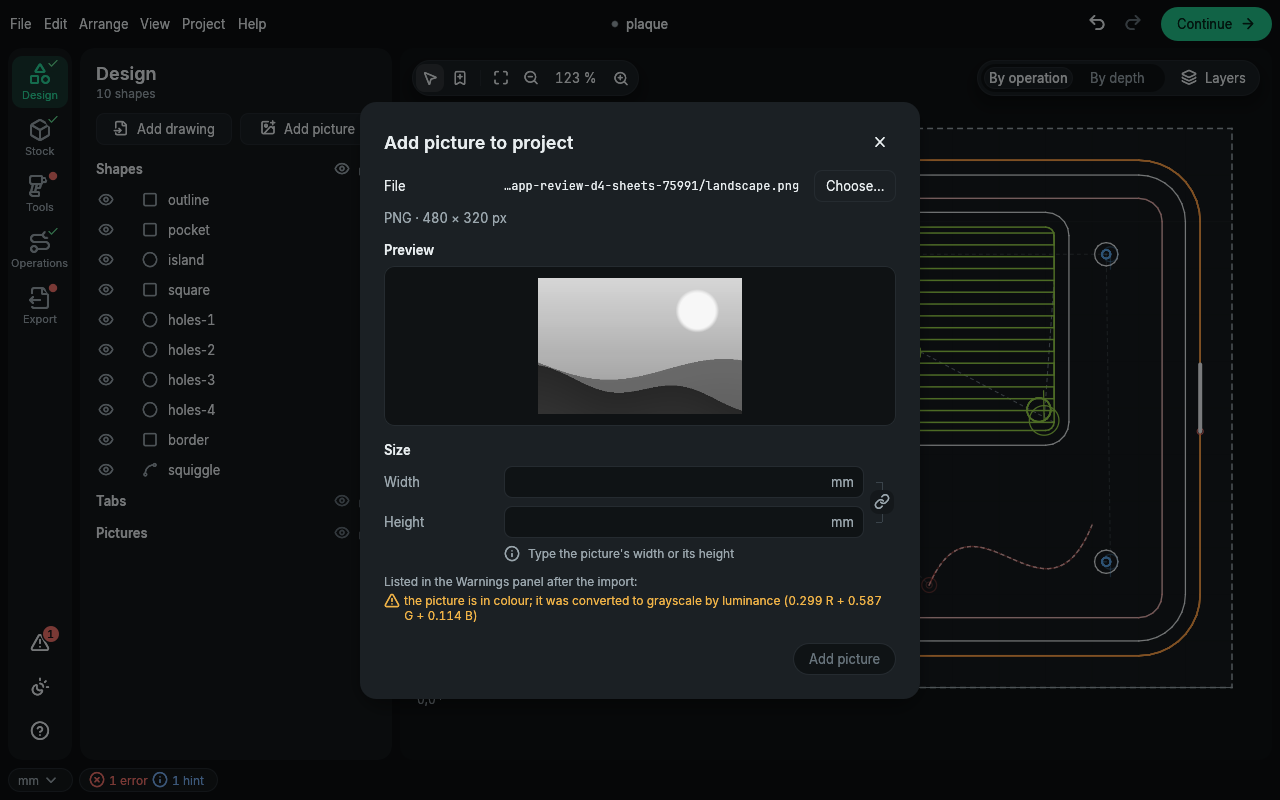 File Edit Arrange View Project Help
plaque
Continue
Design
Stock
Tools
Operations
Export
1
Design
10 shapes
Add drawing
Add picture
Shapes
outline
pocket
island
square
holes-1
holes-2
holes-3
holes-4
border
squiggle
Tabs
Pictures
123 %
By operation By depth Layers
Add picture to project
File …app-review-d4-sheets-75991/landscape.png Choose...
PNG · 480 × 320 px
Preview
Size
Width mm
Height mm
Type the picture's width or its height
Listed in the Warnings panel after the import:
the picture is in colour; it was converted to grayscale by luminance (0.299 R + 0.587
G + 0.114 B)
Add picture
0,0
mm
1 error 1 hint